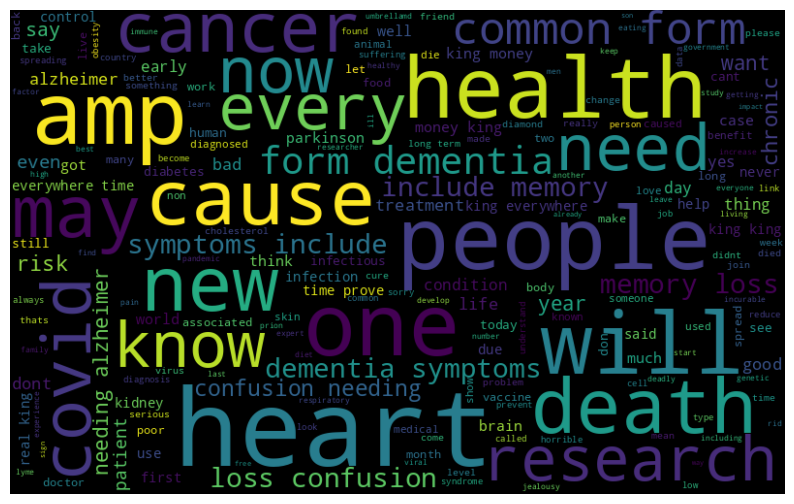 back control umbrellamd friend found son eating please
say cancer common form
take spreading obesity immune live well animal suffering die king money keep government want
country now health
alzheimer early let data cant
factor better something work food men getting chronic
amp every human change study impact case
learn ill money king caused
diagnosed parkinson made diamond really person benefit
even best become researcher long term two increase yes never
got many bad form dementia need
high diabetes another long everyone link
everywhere time non include memory love day
may cause treatment king everywhere leave job living help thing
still cholesterol already make king king
symptoms include people didnt week died
risk find pandemic think infectious join
always infection cure condition memory loss
thats pain common sorry time prove body someone incurable
new skin life year reduce
covid world associated prion develop known said used
one today spread
know virus expert understand don see
family last number due much will good
diet start
dementia symptoms
needing alzheimer diagnosis confusion needing show problem cell deadly genetic
dont kidney vaccine prevent time
real king experience serious heart respiratory brain type death
patient poor look medical called horrible including
sign use come mean rid
lyme first month research
doctor free viral level syndrome low
loss confusion jealousy way